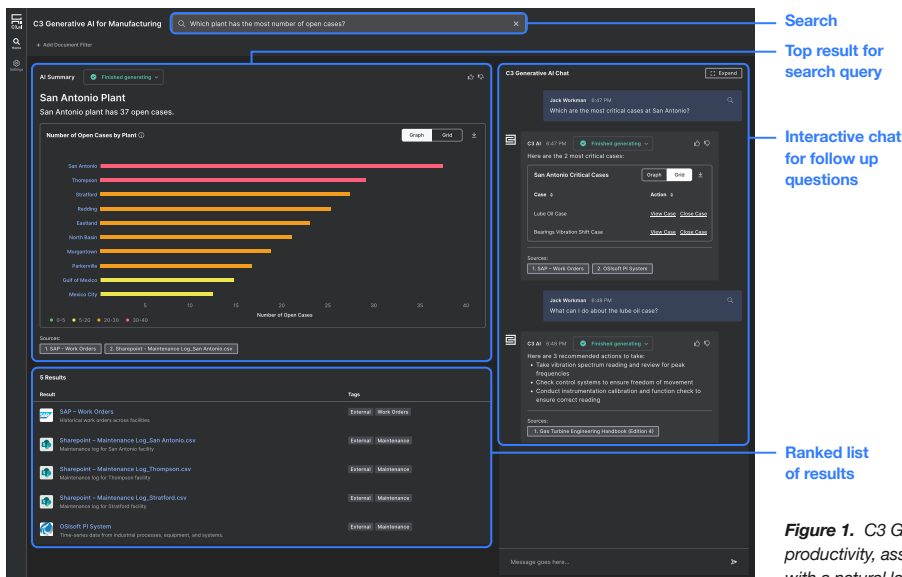 C3.ai
Home
Settings
C3 Generative AI for Manufacturing
Which plant has the most number of open cases?
+ Add Document Filter
AI Summary
Finished generating
San Antonio Plant
San Antonio plant has 37 open cases.
Number of Open Cases by Plant
Graph Grid
San Antonio
Thompson
Stratford
Redding
Eastland
North Basin
Morgantown
Parkerville
Gulf of Mexico
Mexico City
5 10 15 20 25 30 35 40
Number of Open Cases
0-5 5-20 20-30 30-40
Sources:
1. SAP - Work Orders 2. Sharepoint - Maintenance Log_San Antonio.csv
5 Results
Result Tags
SAP – Work Orders
Historical work orders across facilities
External Work Orders
Sharepoint – Maintenance Log_San Antonio.csv
Maintenance log for San Antonio facility
External Maintenance
Sharepoint – Maintenance Log_Thompson.csv
Maintenance log for Thompson facility
External Maintenance
Sharepoint – Maintenance Log_Stratford.csv
Maintenance log for Stratford facility
External Maintenance
OSIsoft PI System
Time-series data from industrial processes, equipment, and systems.
External Maintenance
C3 Generative AI Chat
Expand
Jack Workman 6:47 PM
Which are the most critical cases at San Antonio?
C3 AI 6:47 PM Finished generating
Here are the 2 most critical cases:
San Antonio Critical Cases
Graph Grid
Case Action
Lube Oil Case View Case Close Case
Bearings Vibration Shift Case View Case Close Case
Sources:
1. SAP - Work Orders 2. OSIsoft PI System
Jack Workman 6:48 PM
What can I do about the lube oil case?
C3 AI 6:48 PM Finished generating
Here are 3 recommended actions to take:
• Take vibration spectrum reading and review for peak
frequencies
• Check control systems to ensure freedom of movement
• Conduct instrumentation calibration and function check to
ensure correct reading
Sources:
1. Gas Turbine Engineering Handbook (Edition 4)
Message goes here...
Search
Top result for
search query
Interactive chat
for follow up
questions
Ranked list
of results
Figure 1. C3 G
productivity, ass
with a natural la